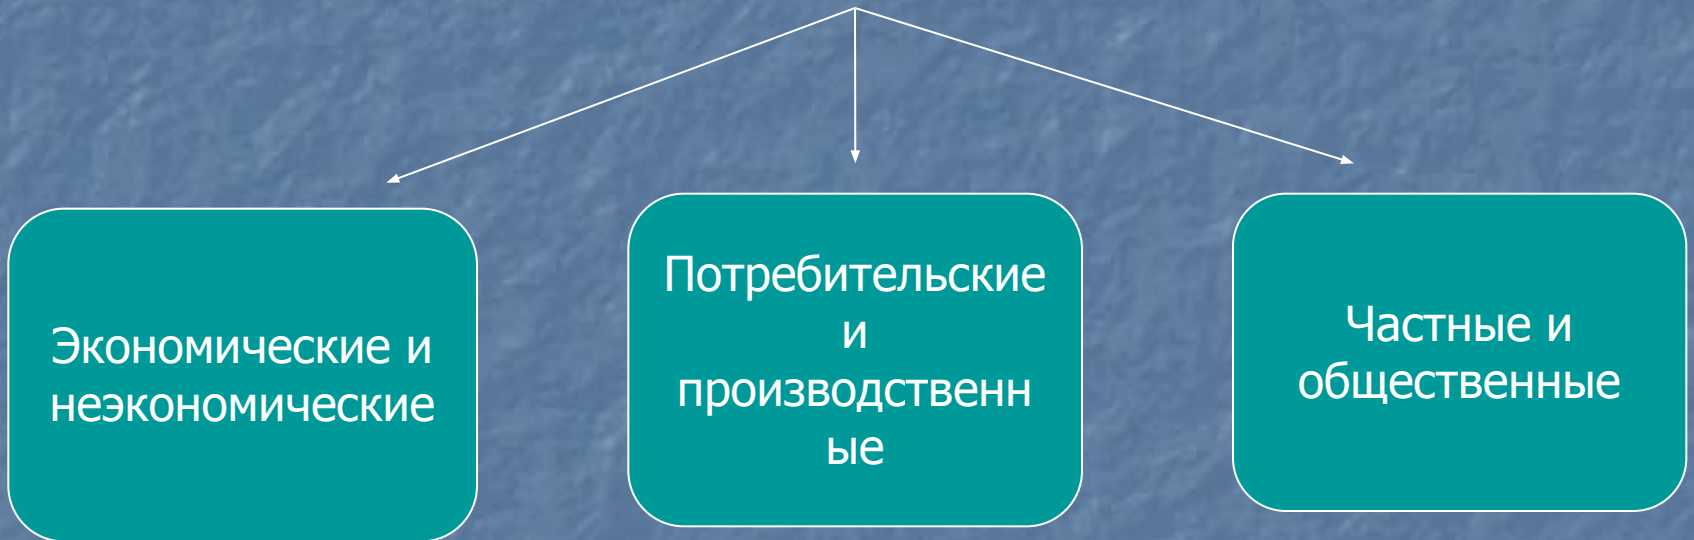 Экономические и
неэкономические
Потребительские
и
производственн
ые
Частные и
общественные